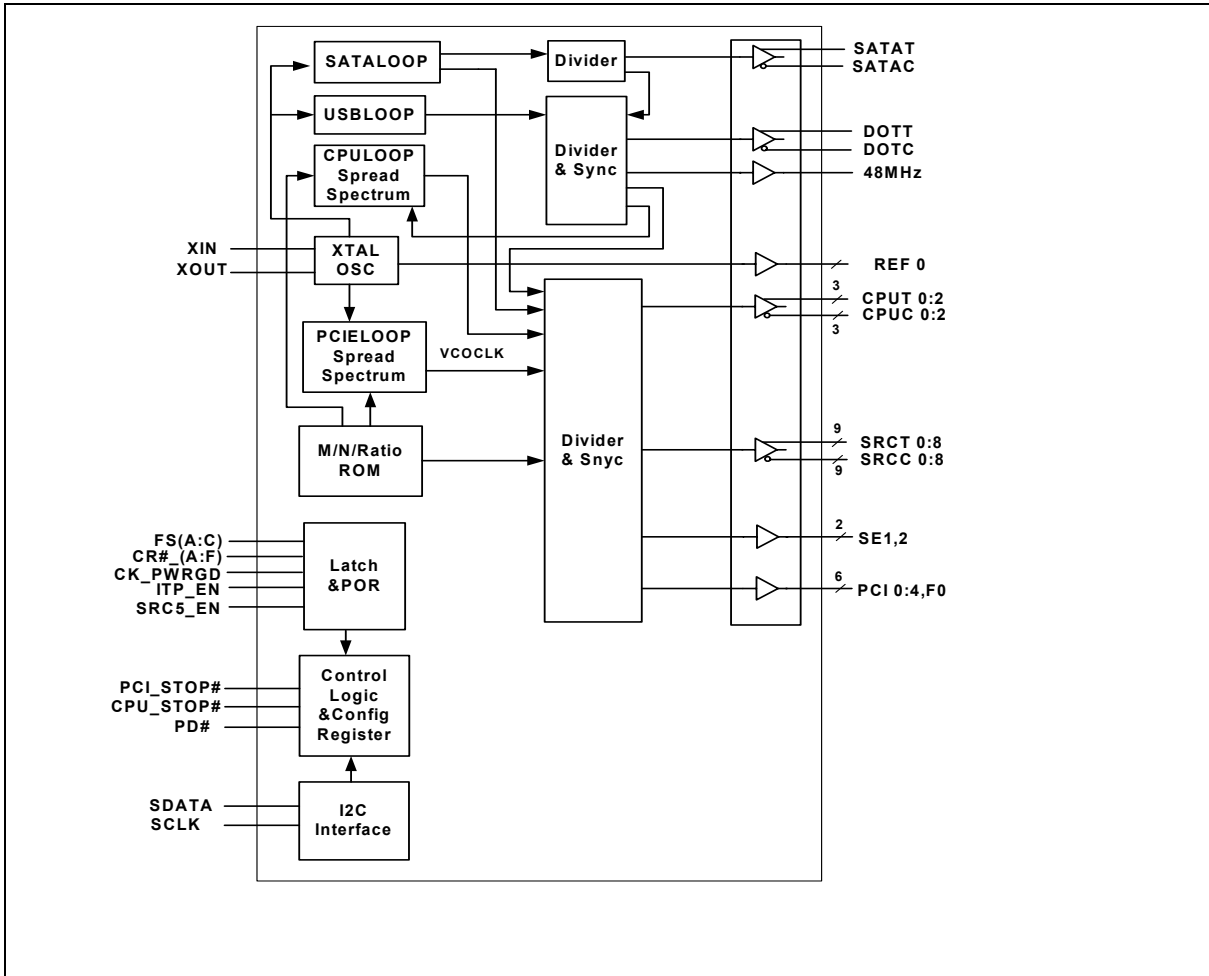 SATALOOP
Divider
SATAT
SATAC
USBLOOP
Divider
& Sync
DOTT
DOTC
48MHz
CPULOOP
Spread
Spectrum
XIN
XOUT
XTAL
OSC
REF 0
3
CPUT 0:2
CPUC 0:2
3
PCIELOOP
Spread
Spectrum
VCOCLK
M/N/Ratio
ROM
Divider
& Snyc
9
SRCT 0:8
SRCC 0:8
9
2
SE1,2
6
PCI 0:4,F0
FS(A:C)
CR#_(A:F)
CK_PWRGD
ITP_EN
SRC5_EN
Latch
&POR
PCI_STOP#
CPU_STOP#
PD#
Control
Logic
&Config
Register
SDATA
SCLK
I2C
Interface